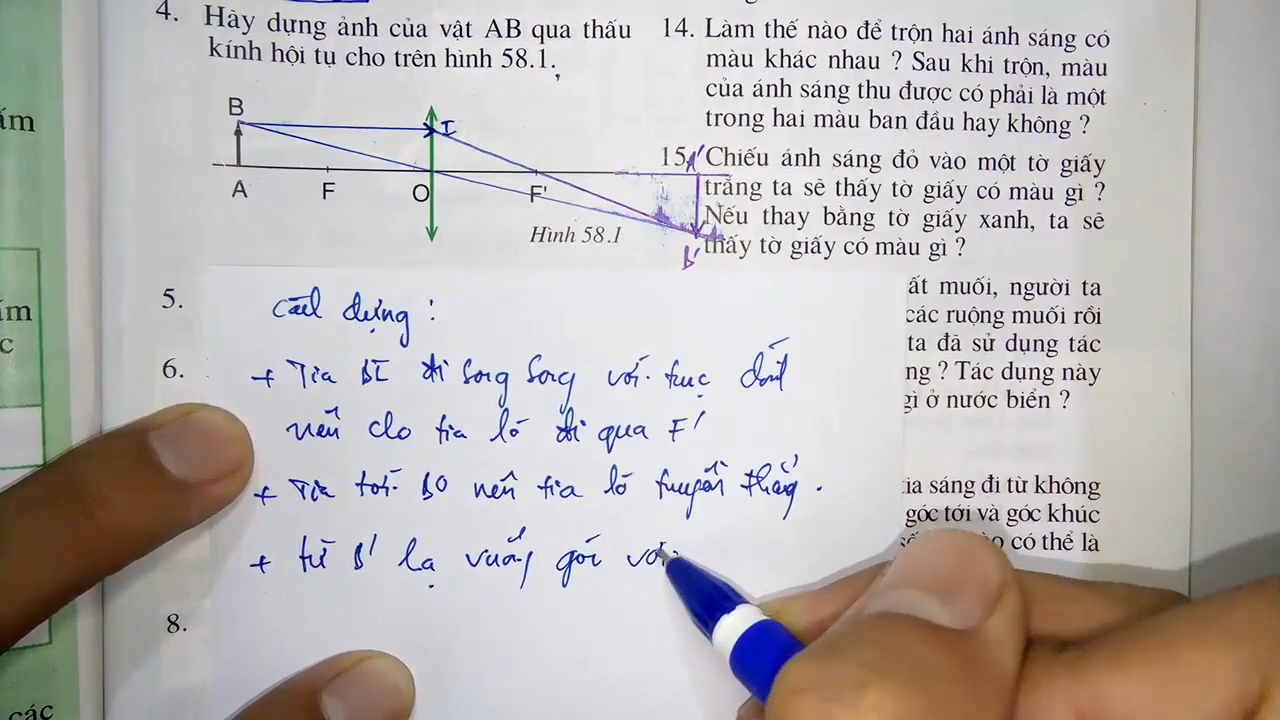 4. Hãy dựng ảnh của vật AB qua thấu
kính hội tụ cho trên hình 58.1.
B
I
A
F
O
F'
A'
B'
Hình 58.1
5.
6.
8.
cách dựng :
+ Tia BI đi song song với trục chính
nên cho tia ló đi qua F'
+ Tia tới BO nên tia ló truyền thẳng .
+ từ B' hạ vuông góc với
14. Làm thế nào để trộn hai ánh sáng có
màu khác nhau ? Sau khi trộn, màu
của ánh sáng thu được có phải là một
trong hai màu ban đầu hay không ?
15. Chiếu ánh sáng đỏ vào một tờ giấy
trắng ta sẽ thấy tờ giấy có màu gì ?
Nếu thay bằng tờ giấy xanh, ta sẽ
thấy tờ giấy có màu gì ?
ất muối, người ta
các ruộng muối rồi
ta đã sử dụng tác
ng ? Tác dụng này
gì ở nước biển ?
tia sáng đi từ không
góc tới và góc khúc
có thể là
ấm
ấm
c
các